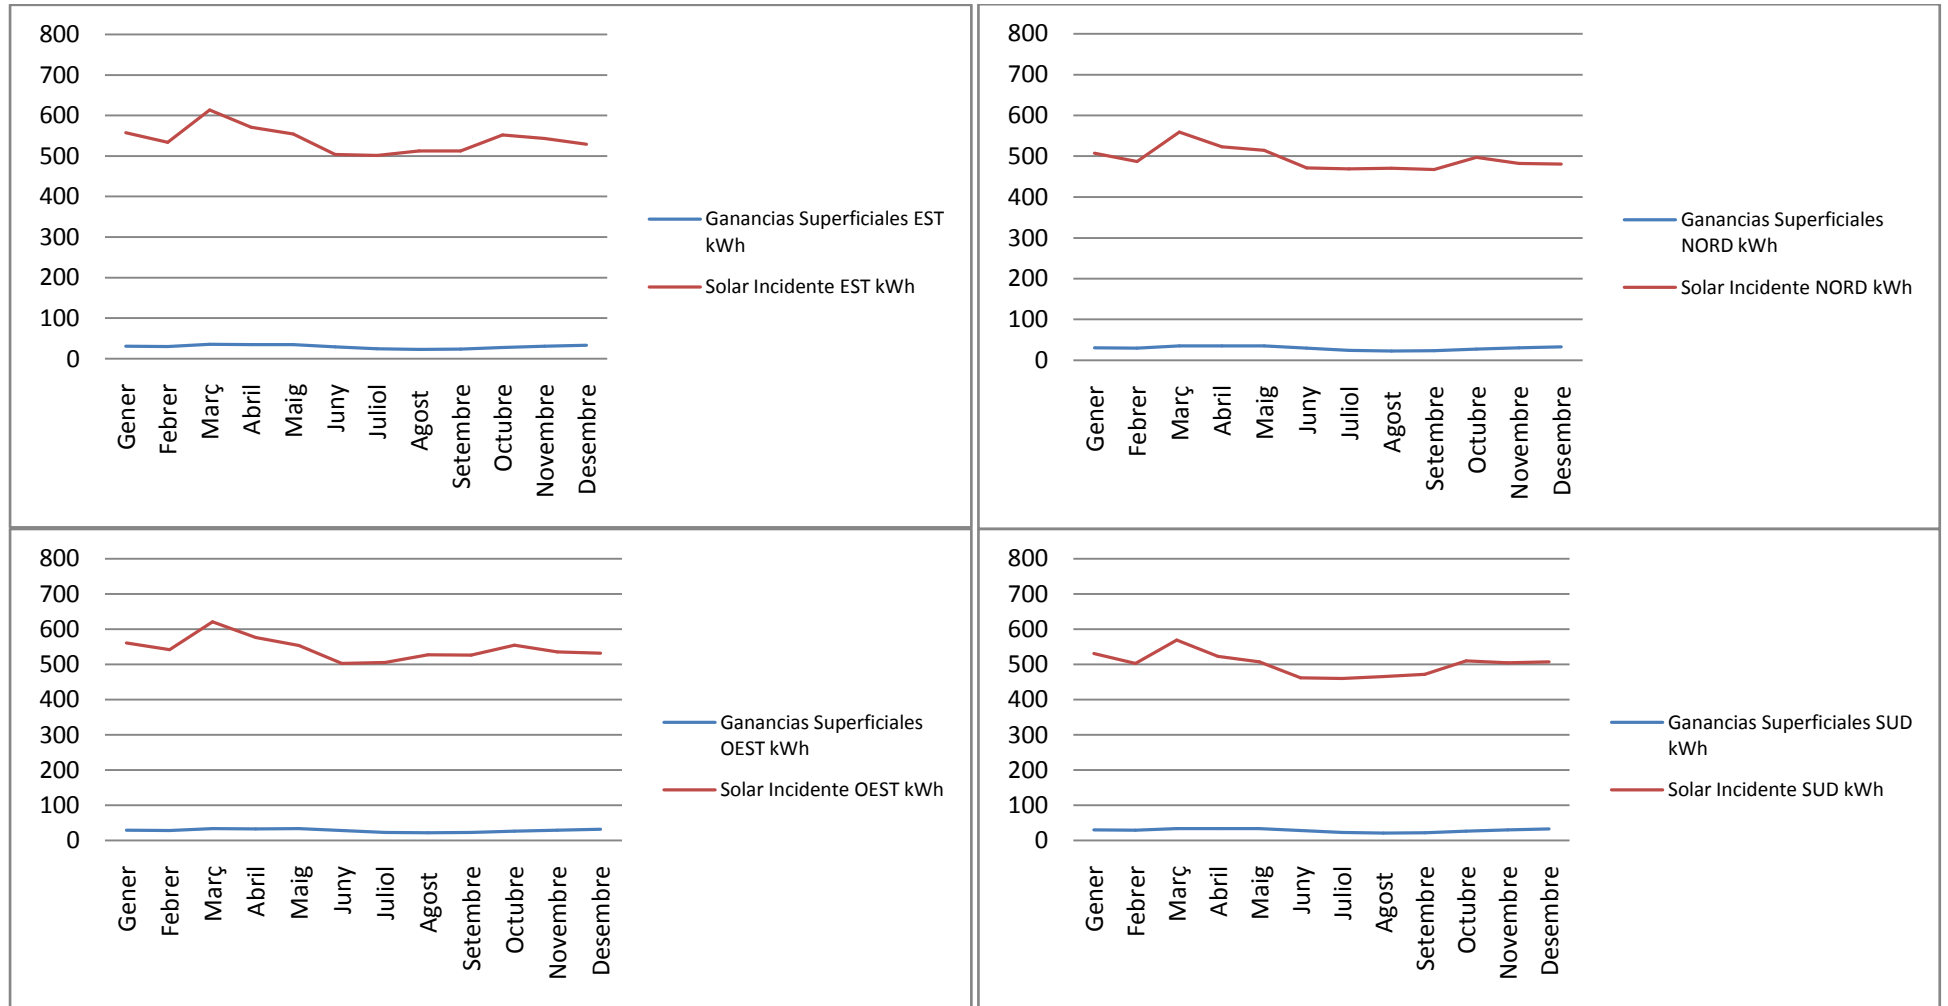 800
700
600
500
400
300
200
100
0
Gener
Febrer
Març
Abril
Maig
Juny
Juliol
Agost
Setembre
Octubre
Novembre
Desembre
Ganancias Superficiales EST
kWh
Solar Incidente EST kWh
800
700
600
500
400
300
200
100
0
Gener
Febrer
Març
Abril
Maig
Juny
Juliol
Agost
Setembre
Octubre
Novembre
Desembre
Ganancias Superficiales
NORD kWh
Solar Incidente NORD kWh
800
700
600
500
400
300
200
100
0
Gener
Febrer
Març
Abril
Maig
Juny
Juliol
Agost
Setembre
Octubre
Novembre
Desembre
Ganancias Superficiales
OEST kWh
Solar Incidente OEST kWh
800
700
600
500
400
300
200
100
0
Gener
Febrer
Març
Abril
Maig
Juny
Juliol
Agost
Setembre
Octubre
Novembre
Desembre
Ganancias Superficiales SUD
kWh
Solar Incidente SUD kWh